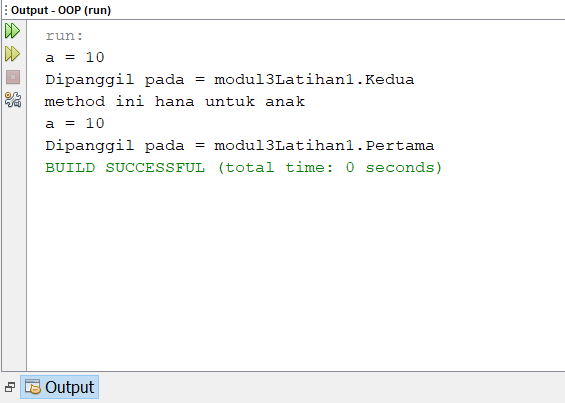 Output - OOP (run)
run:
a = 10
Dipanggil pada = modul3Latihan1.Kedua
method ini hana untuk anak
a = 10
Dipanggil pada = modul3Latihan1.Pertama
BUILD SUCCESSFUL (total time: 0 seconds)
Output